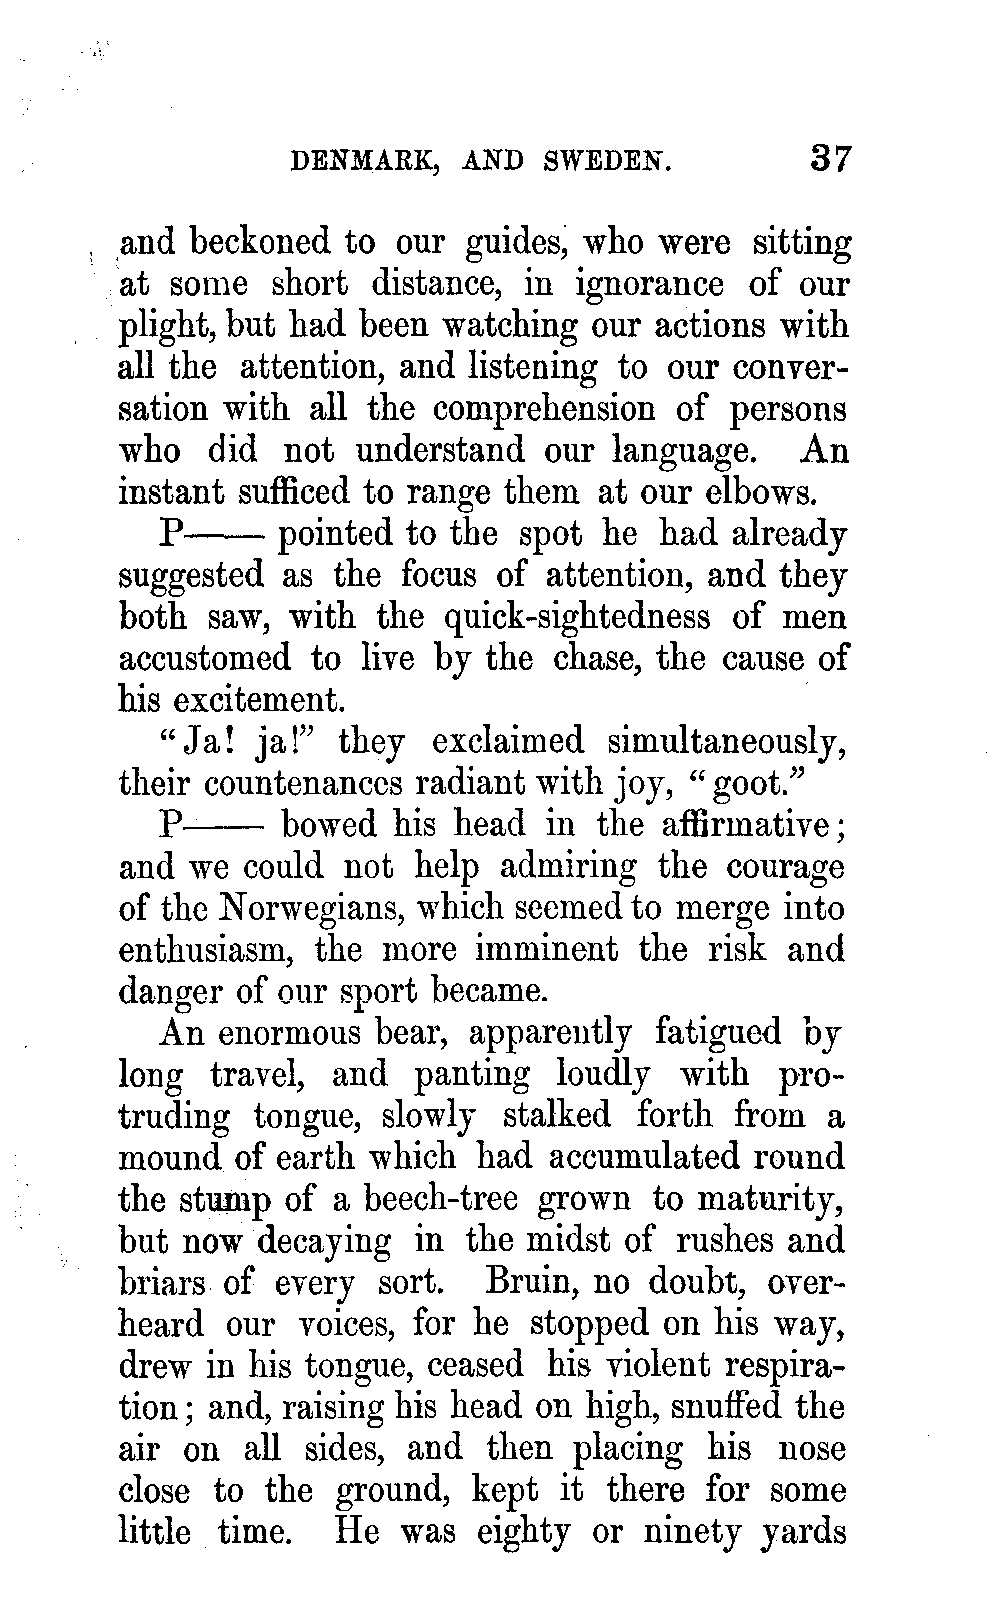 DENMARK, AND SWEDEN. 37
and beckoned to our guides, who were sitting
at some short distance, in ignorance of our
plight, but had been watching our actions with
all the attention, and listening to our conver-
sation with all the comprehension of persons
who did not understand our language. An
instant sufficed to range them at our elbows.
P—— pointed to the spot he had already
suggested as the focus of attention, and they
both saw, with the quick-sightedness of men
accustomed to live by the chase, the cause of
his excitement.
“Ja! ja!” they exclaimed simultaneously,
their countenances radiant with joy, “goot.”
P—— bowed his head in the affirmative;
and we could not help admiring the courage
of the Norwegians, which seemed to merge into
enthusiasm, the more imminent the risk and
danger of our sport became.
An enormous bear, apparently fatigued by
long travel, and panting loudly with pro-
truding tongue, slowly stalked forth from a
mound of earth which had accumulated round
the stump of a beech-tree grown to maturity,
but now decaying in the midst of rushes and
briars of every sort. Bruin, no doubt, over-
heard our voices, for he stopped on his way,
drew in his tongue, ceased his violent respira-
tion; and, raising his head on high, snuffed the
air on all sides, and then placing his nose
close to the ground, kept it there for some
little time. He was eighty or ninety yards